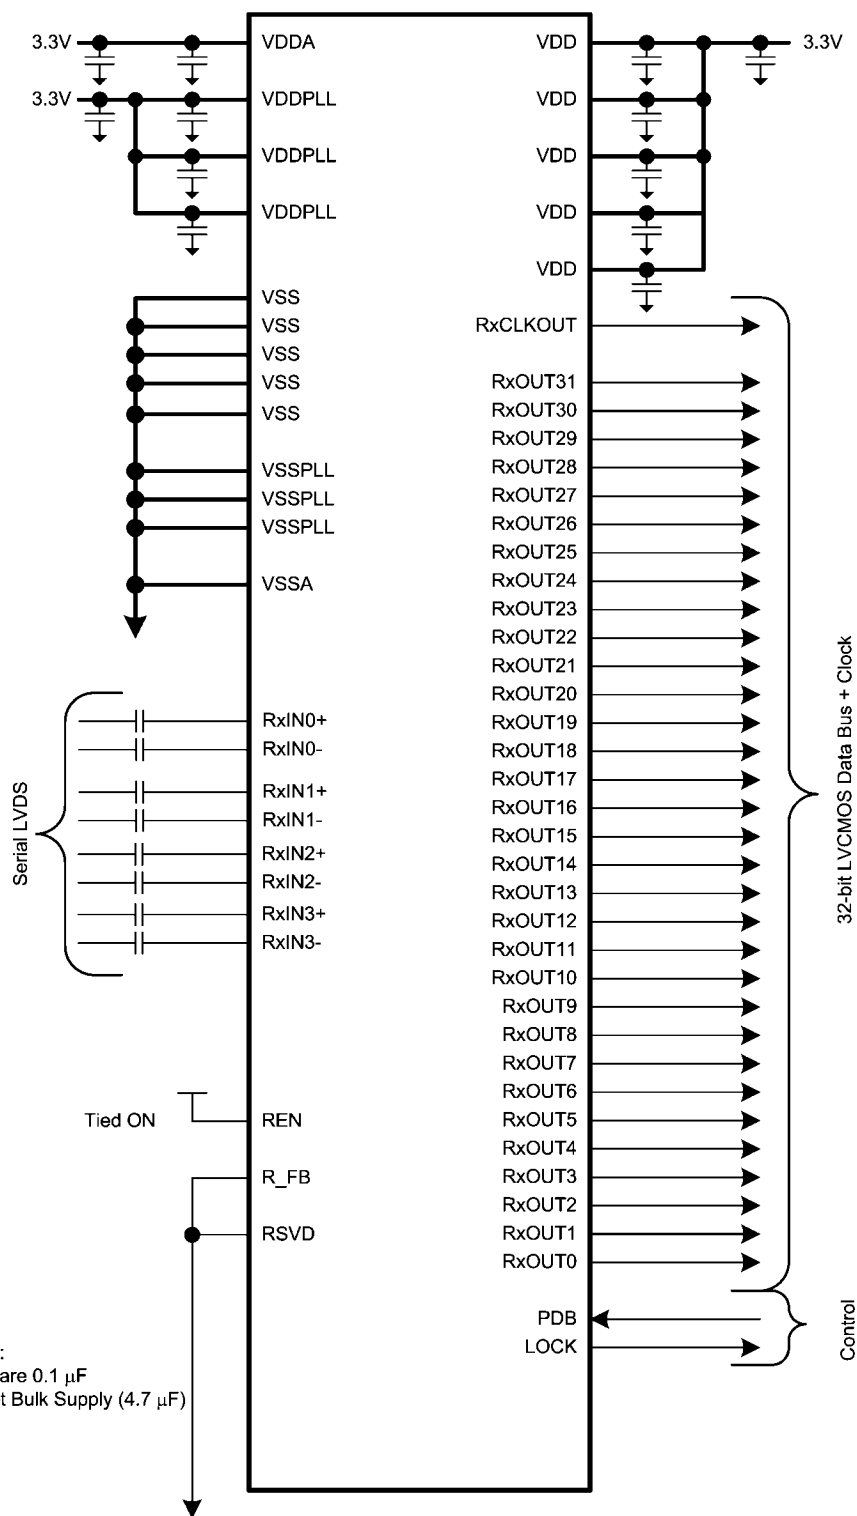 3.3V
VDDA
3.3V
VDDPLL
VDDPLL
VDDPLL
VSS
VSS
VSS
VSS
VSS
VSSPLL
VSSPLL
VSSPLL
VSSA
Serial LVDS
RxIN0+
RxIN0-
RxIN1+
RxIN1-
RxIN2+
RxIN2-
RxIN3+
RxIN3-
Tied ON
REN
R_FB
RSVD
:
are 0.1 μF
t Bulk Supply (4.7 μF)
VDD
3.3V
VDD
VDD
VDD
VDD
RxCLKOUT
RxOUT31
RxOUT30
RxOUT29
RxOUT28
RxOUT27
RxOUT26
RxOUT25
RxOUT24
RxOUT23
RxOUT22
RxOUT21
RxOUT20
RxOUT19
RxOUT18
RxOUT17
RxOUT16
RxOUT15
RxOUT14
RxOUT13
RxOUT12
RxOUT11
RxOUT10
RxOUT9
RxOUT8
RxOUT7
RxOUT6
RxOUT5
RxOUT4
RxOUT3
RxOUT2
RxOUT1
RxOUT0
32-bit LVCMOS Data Bus + Clock
PDB
LOCK
Control